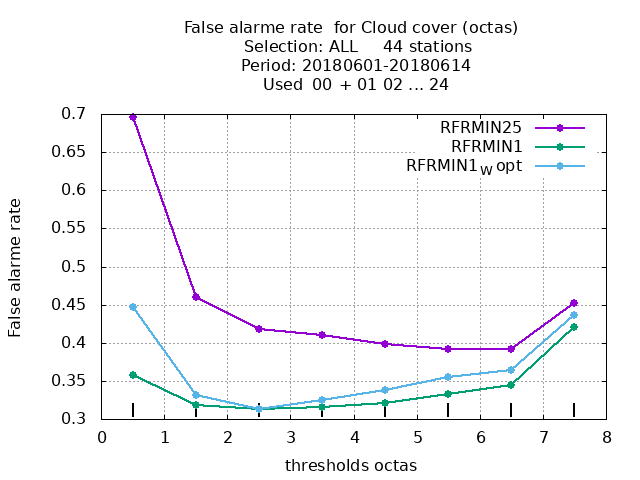 False alarme rate  for Cloud cover (octas)
Selection: ALL     44 stations
Period: 20180601-20180614
Used  00  + 01 02 ... 24
0.7
0.65
0.6
0.55
0.5
0.45
0.4
0.35
0.3
False alarme rate
RFRMIN25
RFRMIN1
RFRMIN1W opt
0 1 2 3 4 5 6 7 8
thresholds octas